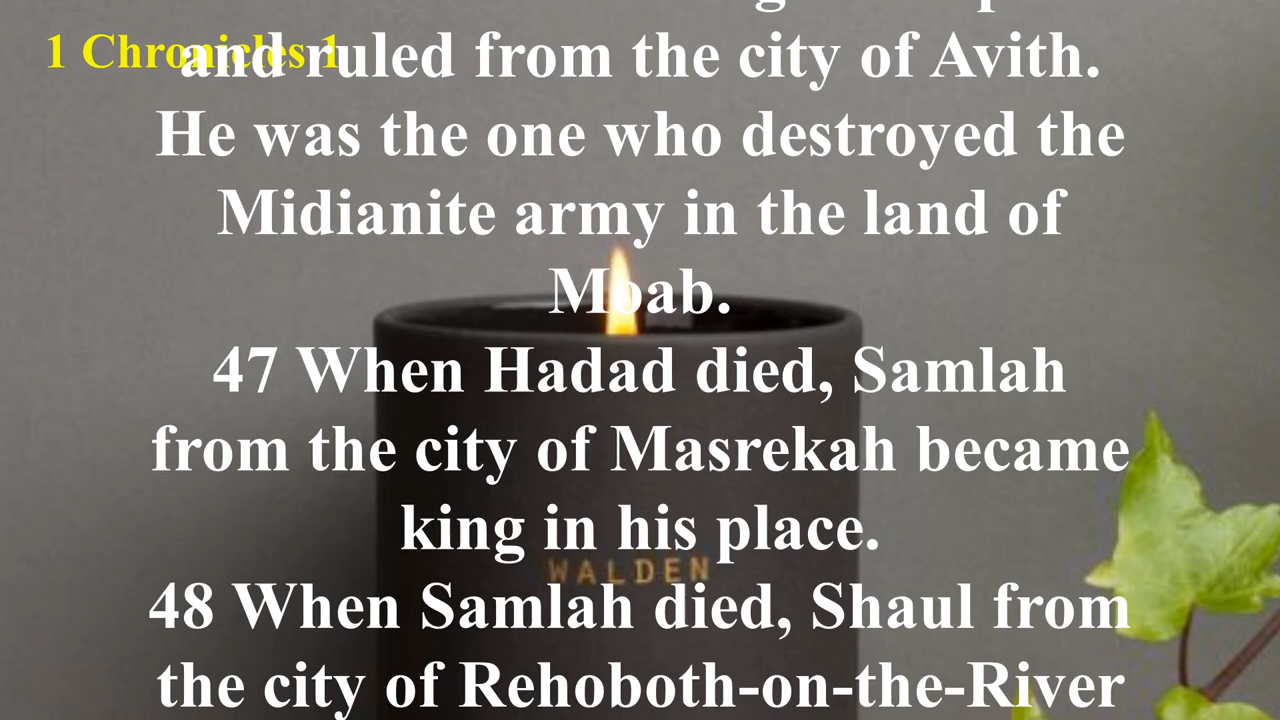 1 Chronicles 1
and ruled from the city of Avith.
He was the one who destroyed the
Midianite army in the land of
Moab.
47 When Hadad died, Samlah
from the city of Masrekah became
king in his place.
WALDEN
48 When Samlah died, Shaul from
the city of Rehoboth-on-the-River